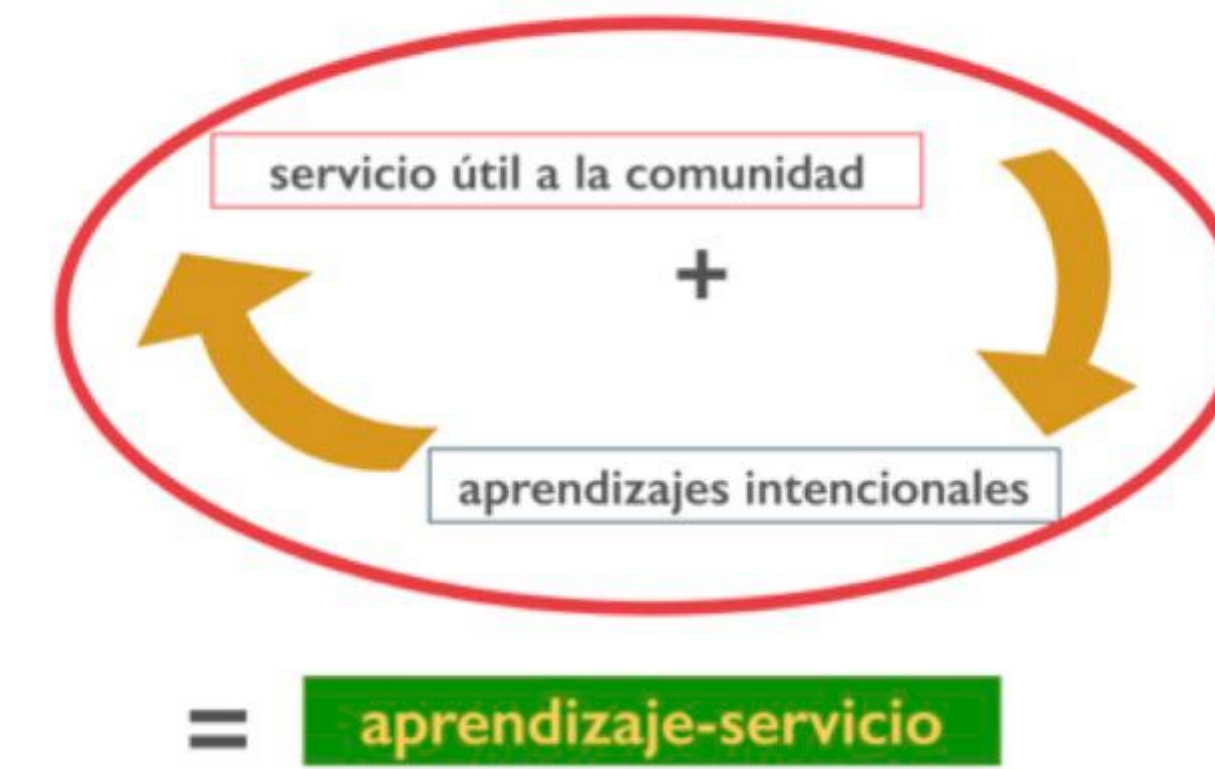 servicio útil a la comunidad
+
aprendizajes intencionales
= aprendizaje-servicio